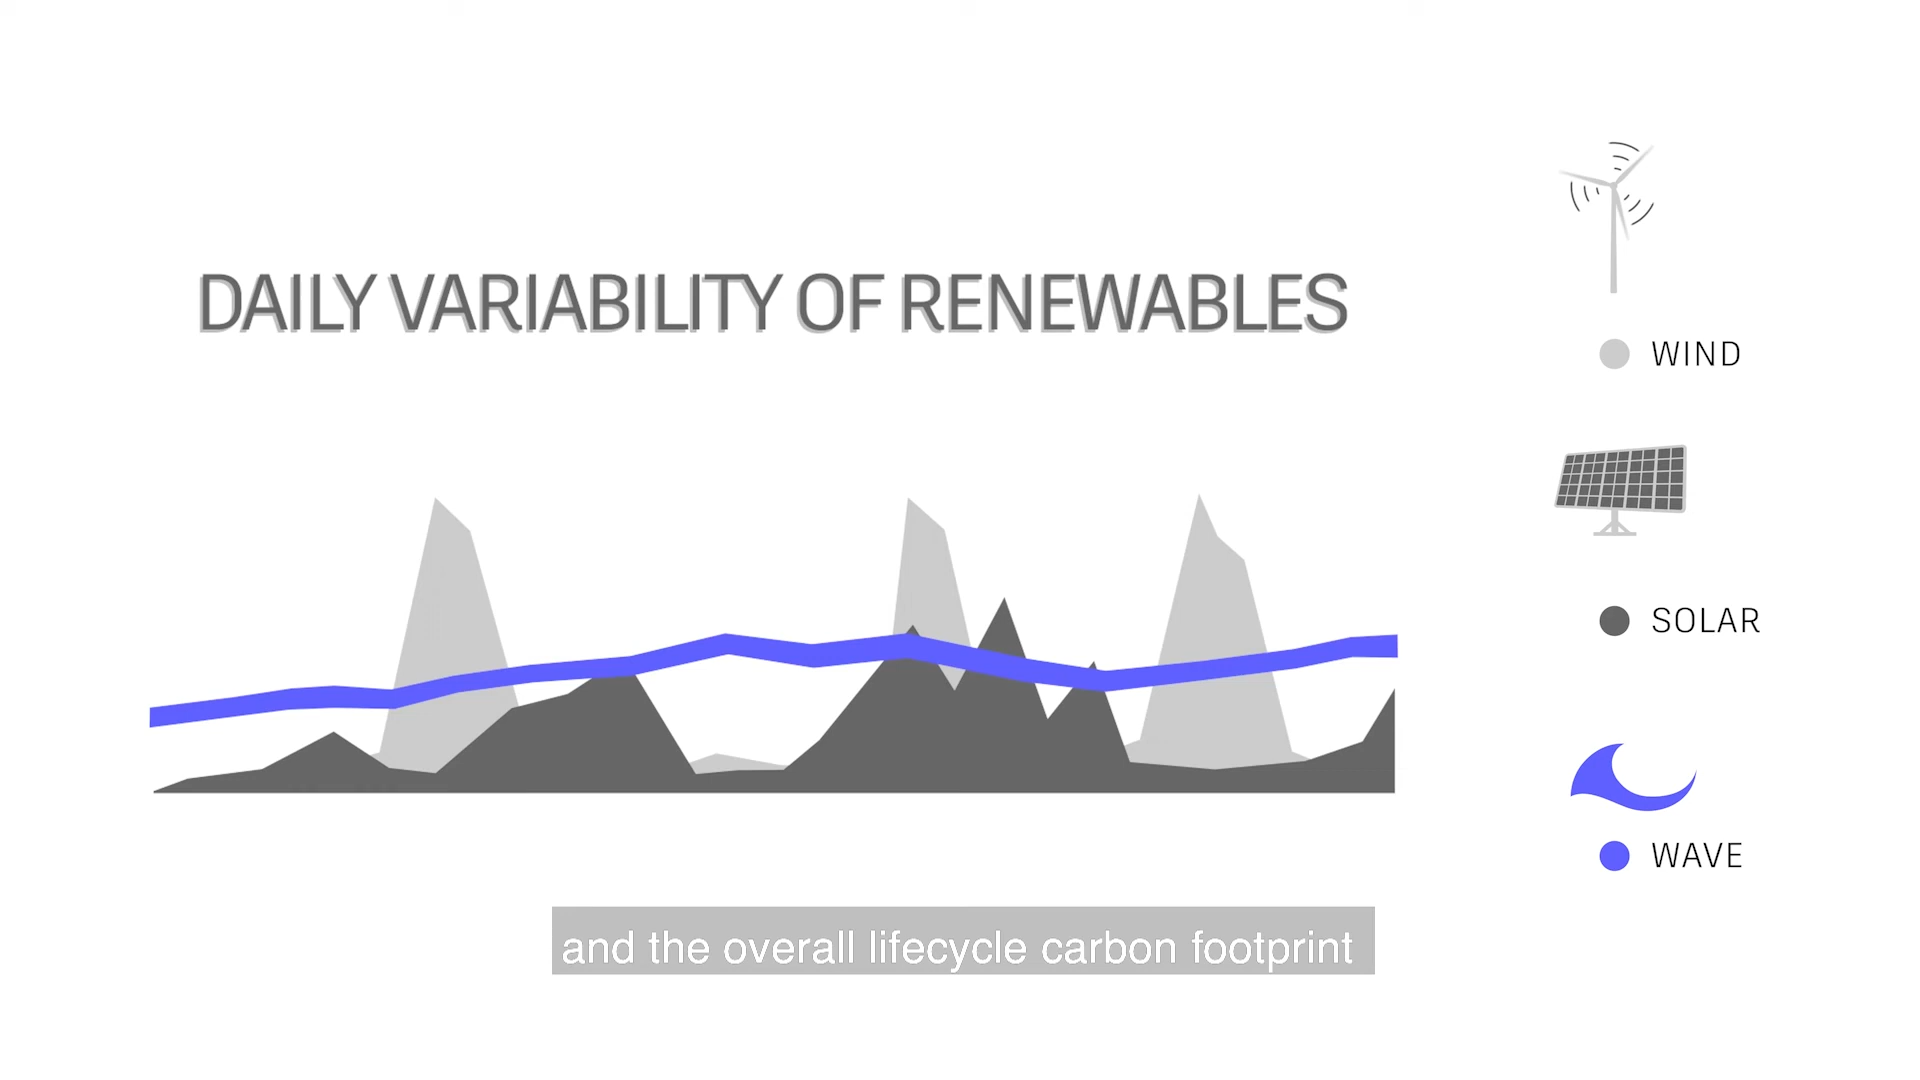 DAILY VARIABILITY OF RENEWABLES
WIND
SOLAR
WAVE
and the overall lifecycle carbon footprint